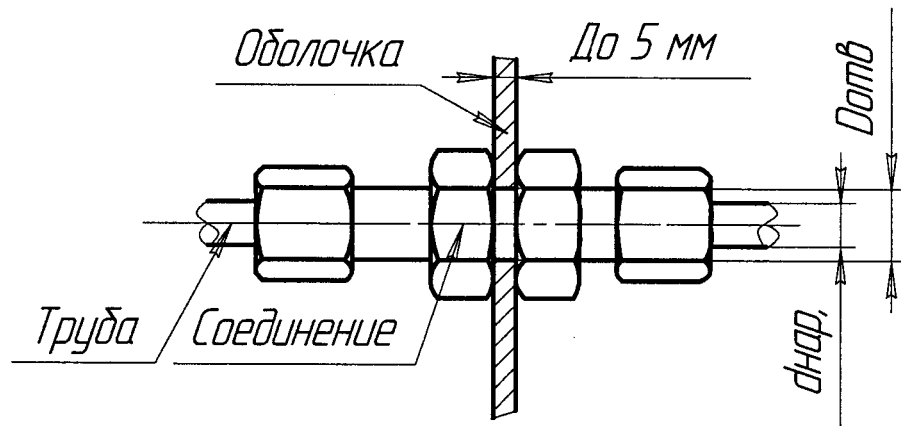 Оболочка
До 5 мм
Dотв
Труба
Соединение
dнар,